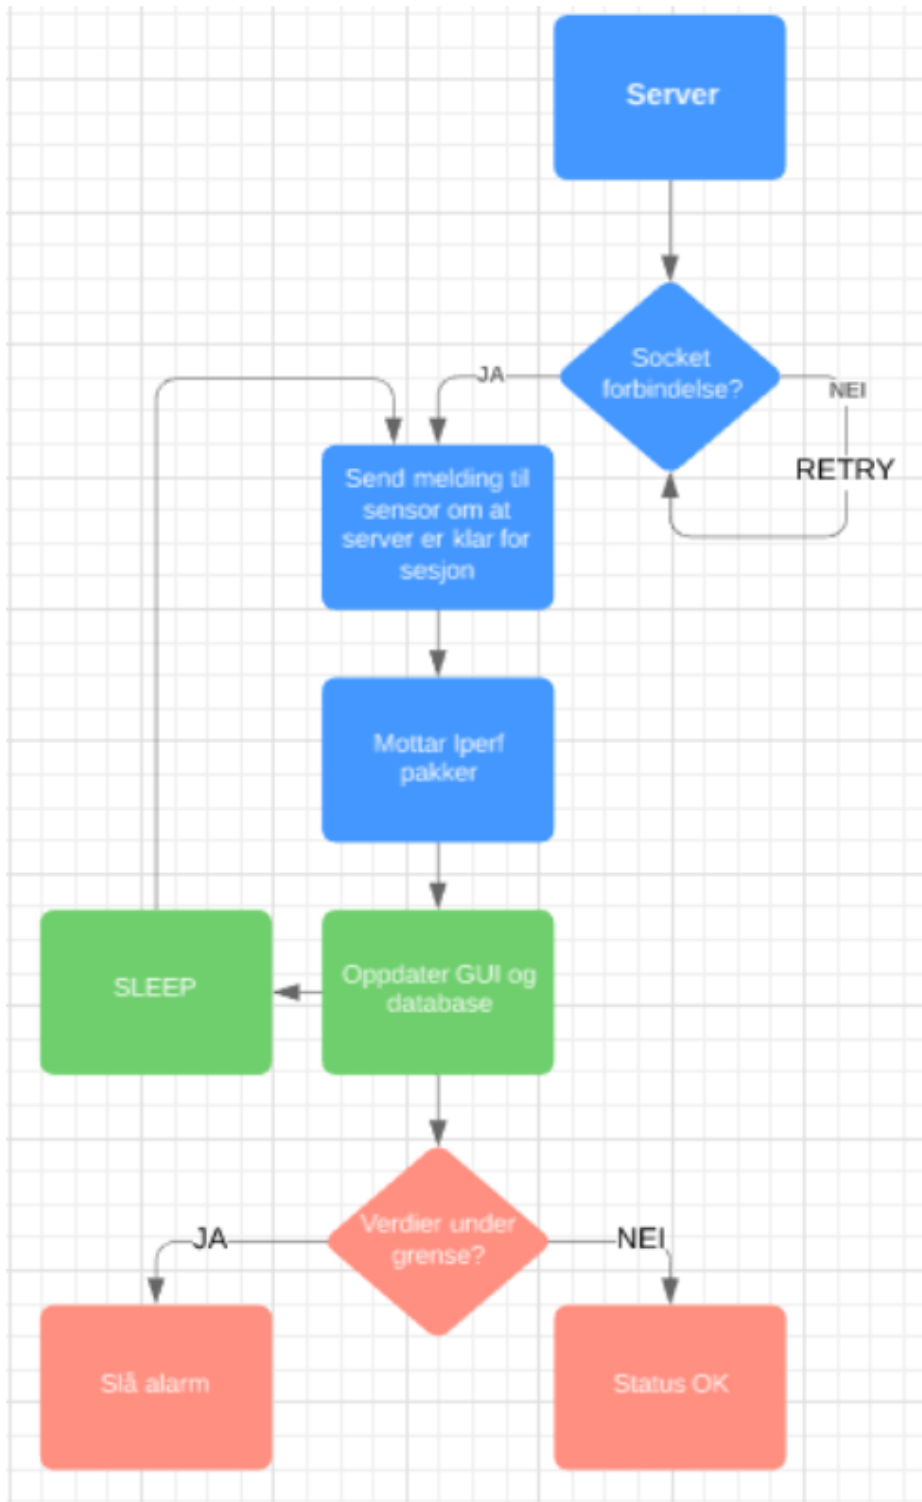 Server
Socket
forbindelse?
JA
NEI
RETRY
Send melding til
sensor om at
server er klar for
sesjon
Mottar Iperf
pakker
SLEEP
Oppdater GUI og
database
Verdier under
grense?
JA
NEI
Slå alarm
Status OK